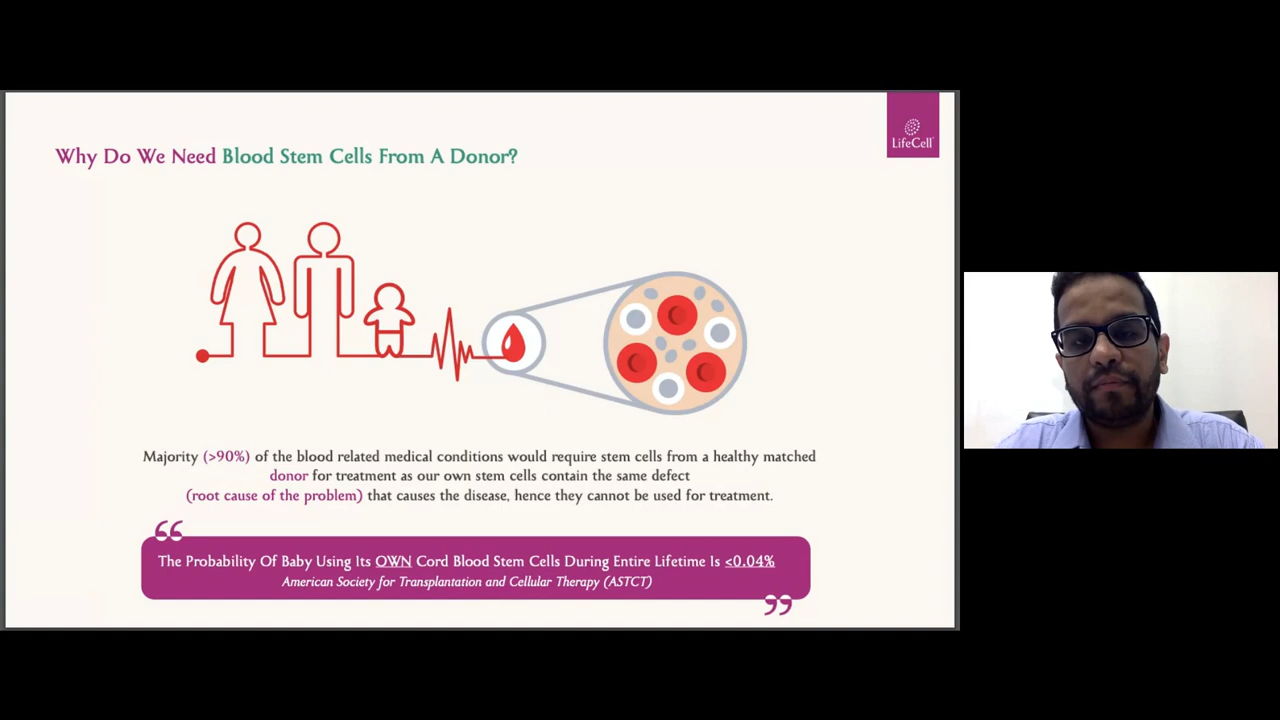 LifeCell
Why Do We Need Blood Stem Cells From A Donor?
Majority (>90%) of the blood related medical conditions would require stem cells from a healthy matched
donor for treatment as our own stem cells contain the same defect
(root cause of the problem) that causes the disease, hence they cannot be used for treatment.
“
The Probability Of Baby Using Its OWN Cord Blood Stem Cells During Entire Lifetime Is <0.04%
American Society for Transplantation and Cellular Therapy (ASTCT)
”